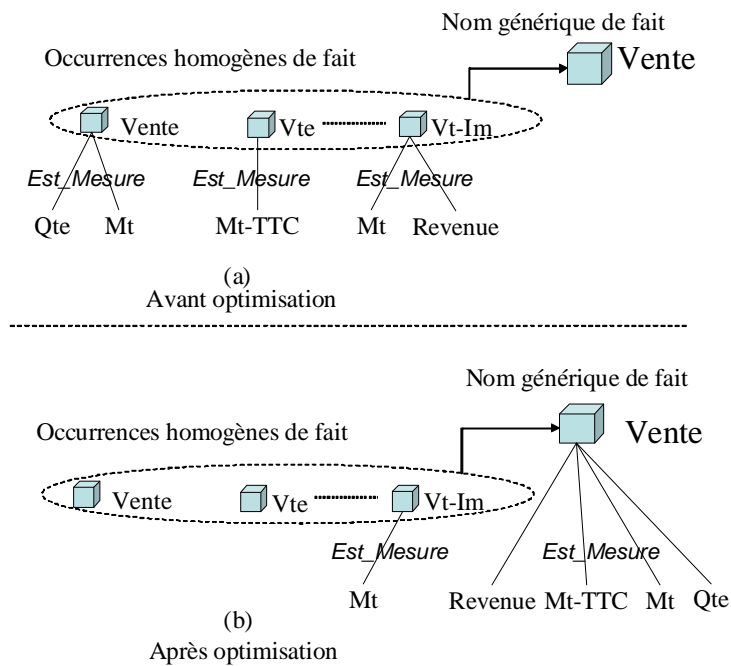 Nom générique de fait
Occurrences homogènes de fait
Vente
Vente
Vte
Vt-Im
Est_Mesure
Est_Mesure
Est_Mesure
Qte
Mt
Mt-TTC
Mt
Revenue
(a)
Avant optimisation
Nom générique de fait
Occurrences homogènes de fait
Vente
Vente
Vte
Vt-Im
Est_Mesure
Est_Mesure
Mt
Revenue
Mt-TTC
Mt
Qte
(b)
Après optimisation